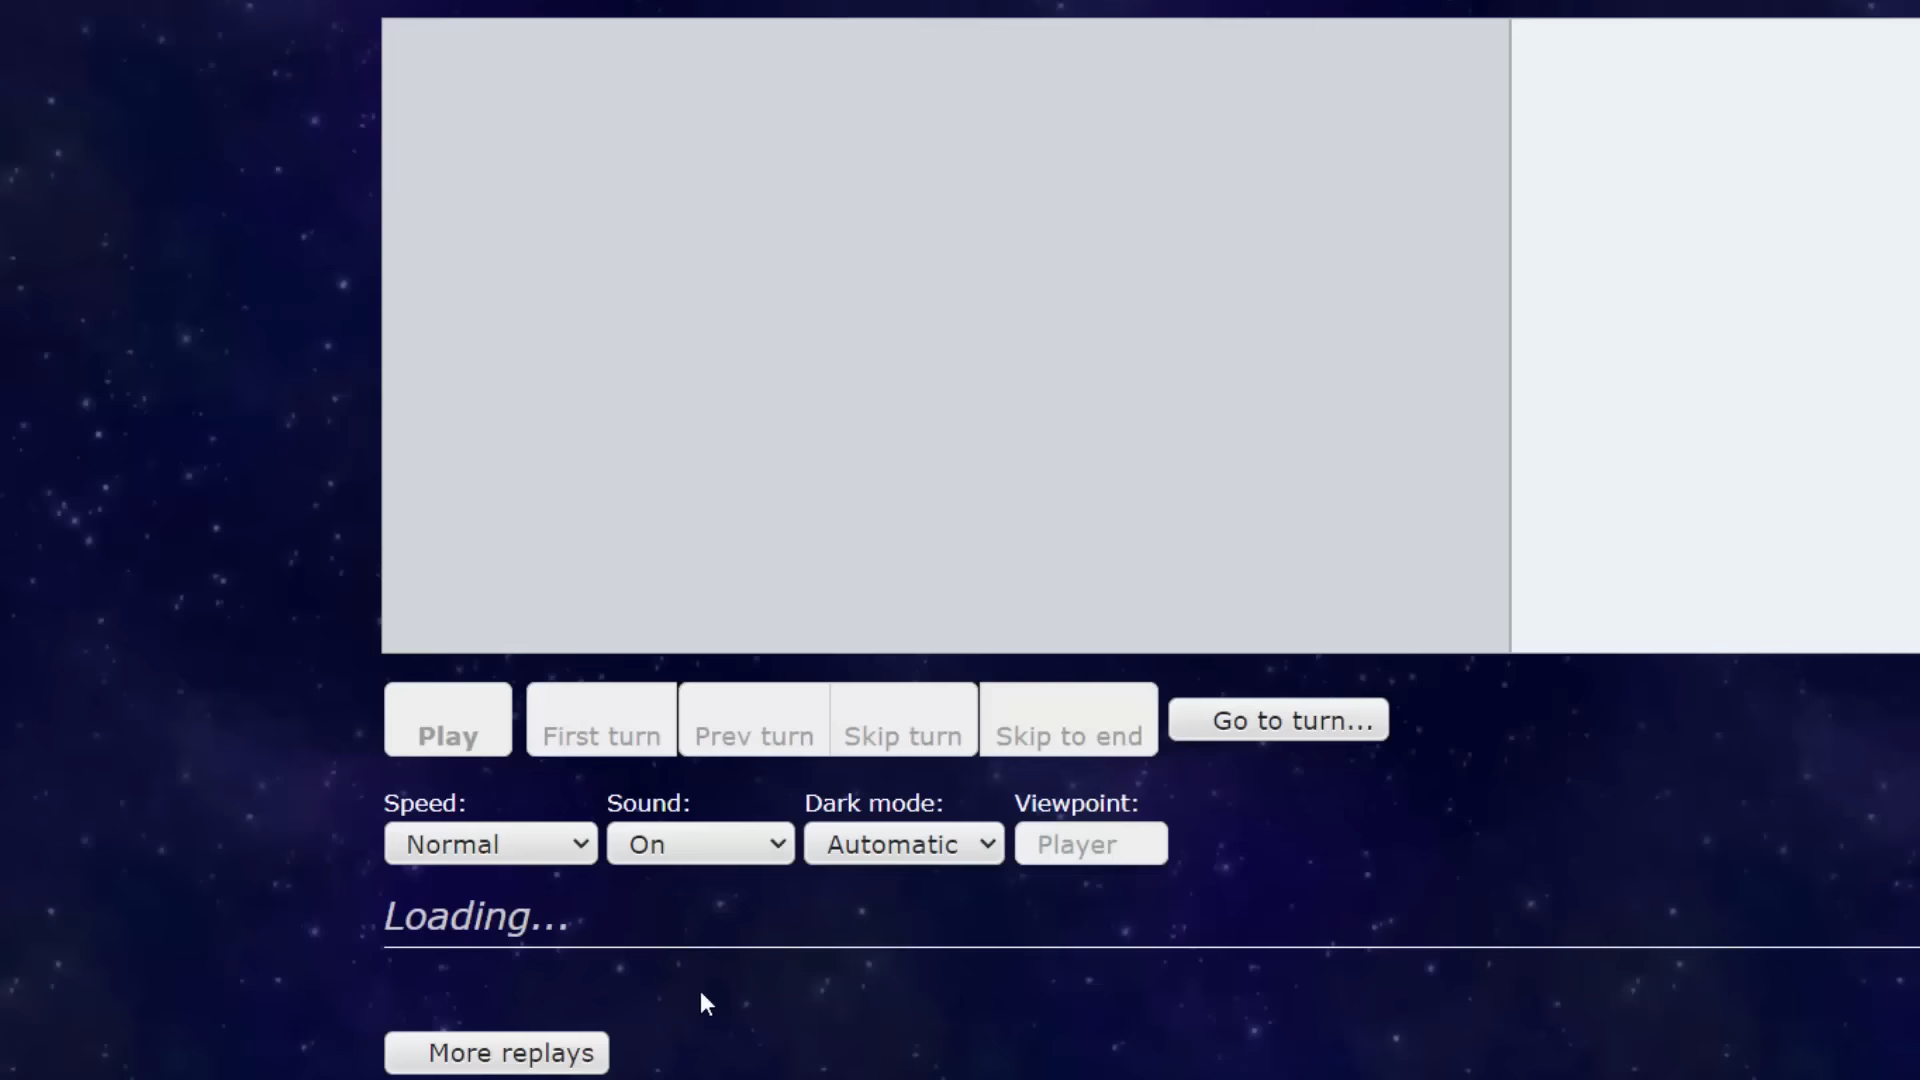 Play First turn Prev turn Skip turn Skip to end Go to turn...
Speed: Sound: Dark mode: Viewpoint:
Normal On Automatic Player
Loading...
More replays